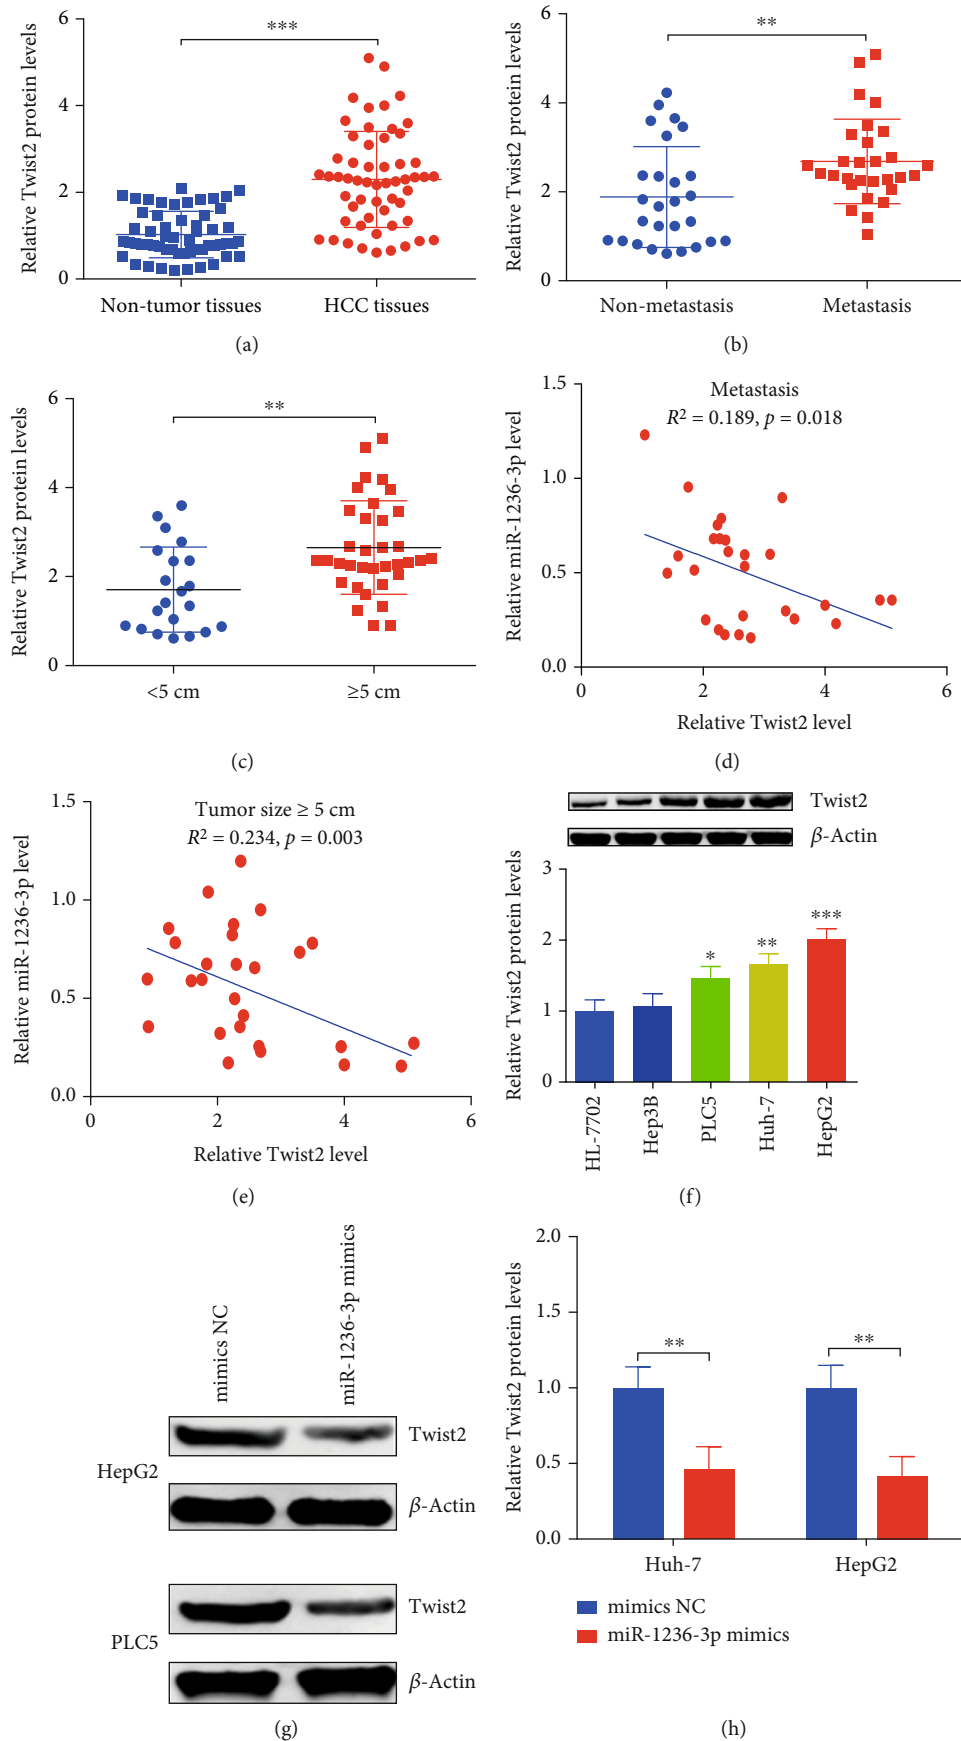 Relative Twist2 protein levels
6
4
2
0
***
Non-tumor tissues
HCC tissues
(a)
Relative Twist2 protein levels
6
4
2
0
**
Non-metastasis
Metastasis
(b)
Relative Twist2 protein levels
6
4
2
0
**
<5 cm
≥5 cm
(c)
Relative miR-1236-3p level
1.5
1.0
0.5
0.0
Metastasis
R² = 0.189, p = 0.018
0
2
4
6
Relative Twist2 level
(d)
Relative miR-1236-3p level
1.5
1.0
0.5
0.0
Tumor size ≥ 5 cm
R² = 0.234, p = 0.003
0
2
4
6
Relative Twist2 level
(e)
Twist2
β-Actin
Relative Twist2 protein levels
3
2
1
0
*
**
***
HL-7702
Hep3B
PLC5
Huh-7
HepG2
(f)
mimics NC
miR-1236-3p mimics
HepG2
Twist2
β-Actin
PLC5
Twist2
β-Actin
(g)
Relative Twist2 protein levels
2.0
1.5
1.0
0.5
0.0
**
**
Huh-7
HepG2
mimics NC
miR-1236-3p mimics
(h)